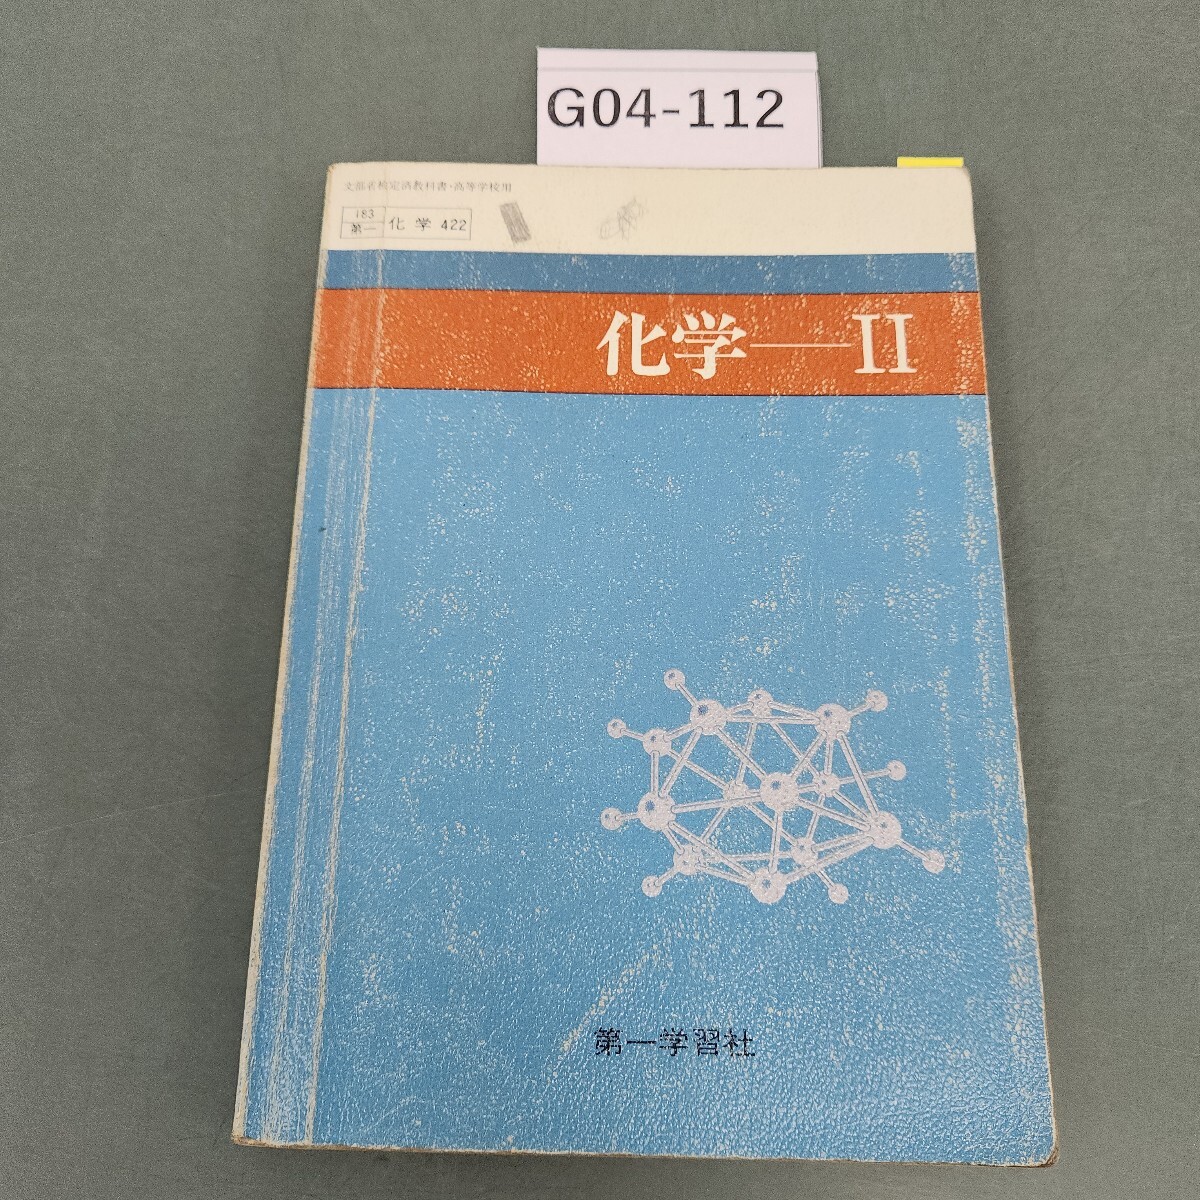 G04-112
文部省検定済教科書・高等学校用
183
第一
化学 422
化学—II
第一学習社